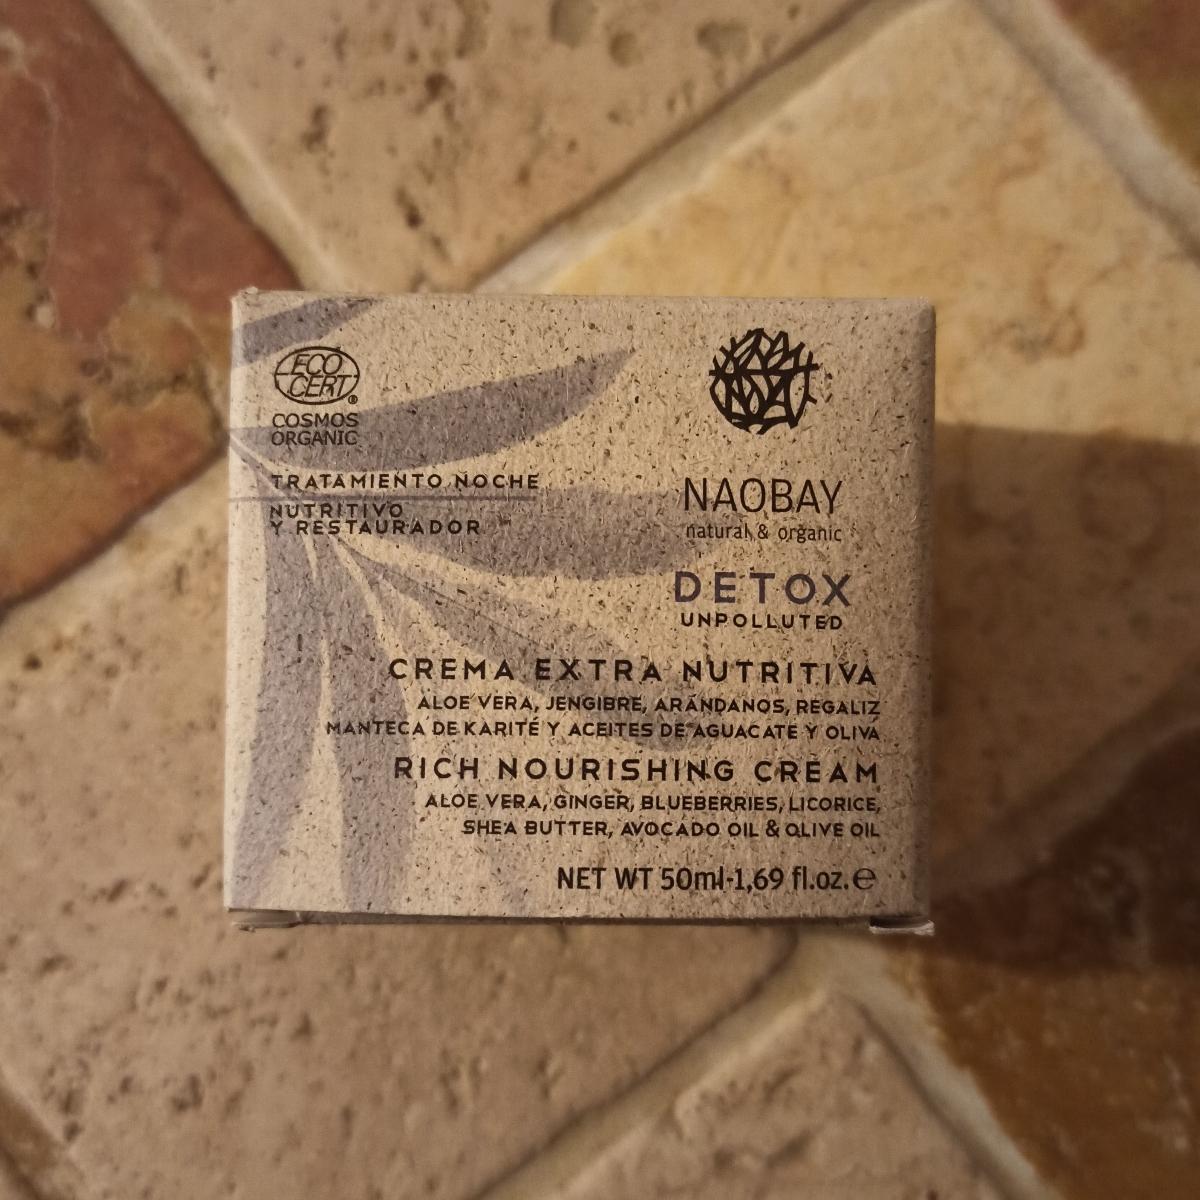 ECO
CERT®
COSMOS
ORGANIC
TRATAMIENTO NOCHE
NUTRITIVO
Y RESTAURADOR
NAOBAY
natural & organic
DETOX
UNPOLLUTED
CREMA EXTRA NUTRITIVA
ALOE VERA, JENGIBRE, ARÁNDANOS, REGALIZ
MANTECA DE KARITÉ Y ACEITES DE AGUACATE Y OLIVA
RICH NOURISHING CREAM
ALOE VERA, GINGER, BLUEBERRIES, LICORICE,
SHEA BUTTER, AVOCADO OIL & OLIVE OIL
NET WT 50ml-1,69 fl.oz. ℮